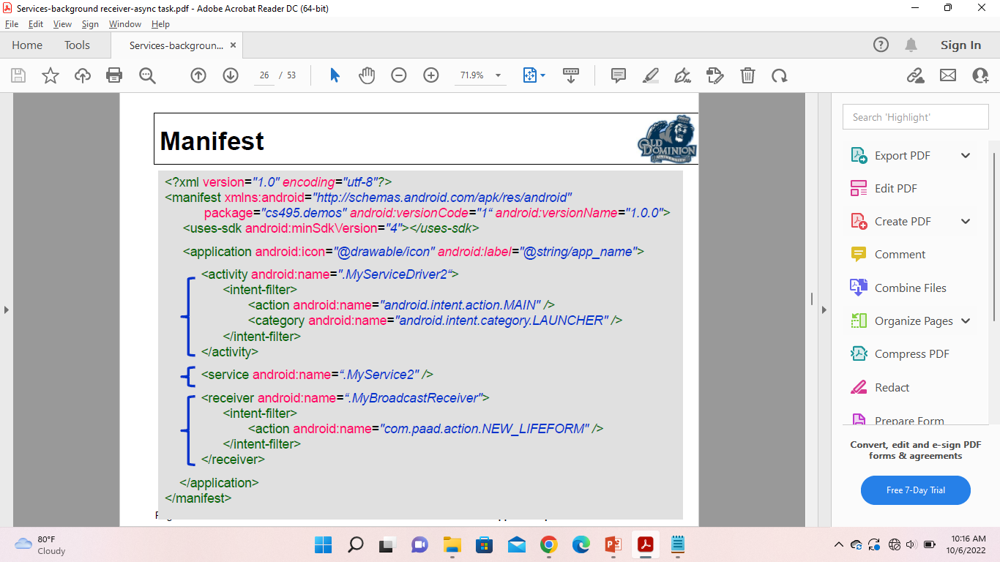 Services-background receiver-async task.pdf - Adobe Acrobat Reader DC (64-bit)
File Edit View Sign Window Help
Home Tools Services-backgroun... × Sign In
26 / 53 71.9%
Manifest
OLD DOMINION
UNIVERSITY
<?xml version="1.0" encoding="utf-8"?>
<manifest xmlns:android="http://schemas.android.com/apk/res/android"
package="cs495.demos" android:versionCode="1“ android:versionName="1.0.0">
<uses-sdk android:minSdkVersion="4"></uses-sdk>
<application android:icon="@drawable/icon" android:label="@string/app_name">
<activity android:name=".MyServiceDriver2“>
<intent-filter>
<action android:name="android.intent.action.MAIN" />
<category android:name="android.intent.category.LAUNCHER" />
</intent-filter>
</activity>
<service android:name=“.MyService2" />
<receiver android:name=“.MyBroadcastReceiver">
<intent-filter>
<action android:name="com.paad.action.NEW_LIFEFORM" />
</intent-filter>
</receiver>
</application>
</manifest>
Search 'Highlight'
Export PDF
Edit PDF
Create PDF
Comment
Combine Files
Organize Pages
Compress PDF
Redact
Prepare Form
Convert, edit and e-sign PDF
forms & agreements
Free 7-Day Trial
80°F
Cloudy
10:16 AM
10/6/2022